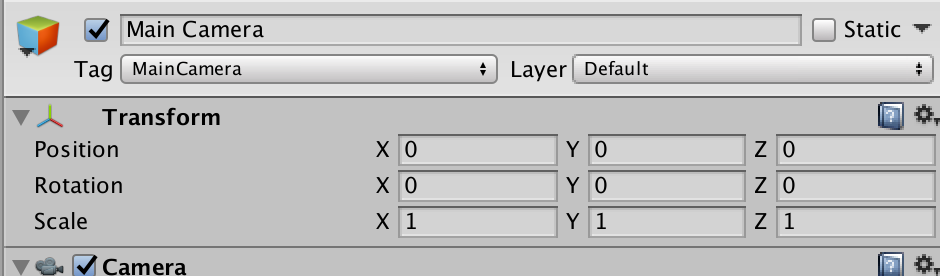 Main Camera Static
Tag MainCamera Layer Default
Transform
Position X 0 Y 0 Z 0
Rotation X 0 Y 0 Z 0
Scale X 1 Y 1 Z 1
Camera